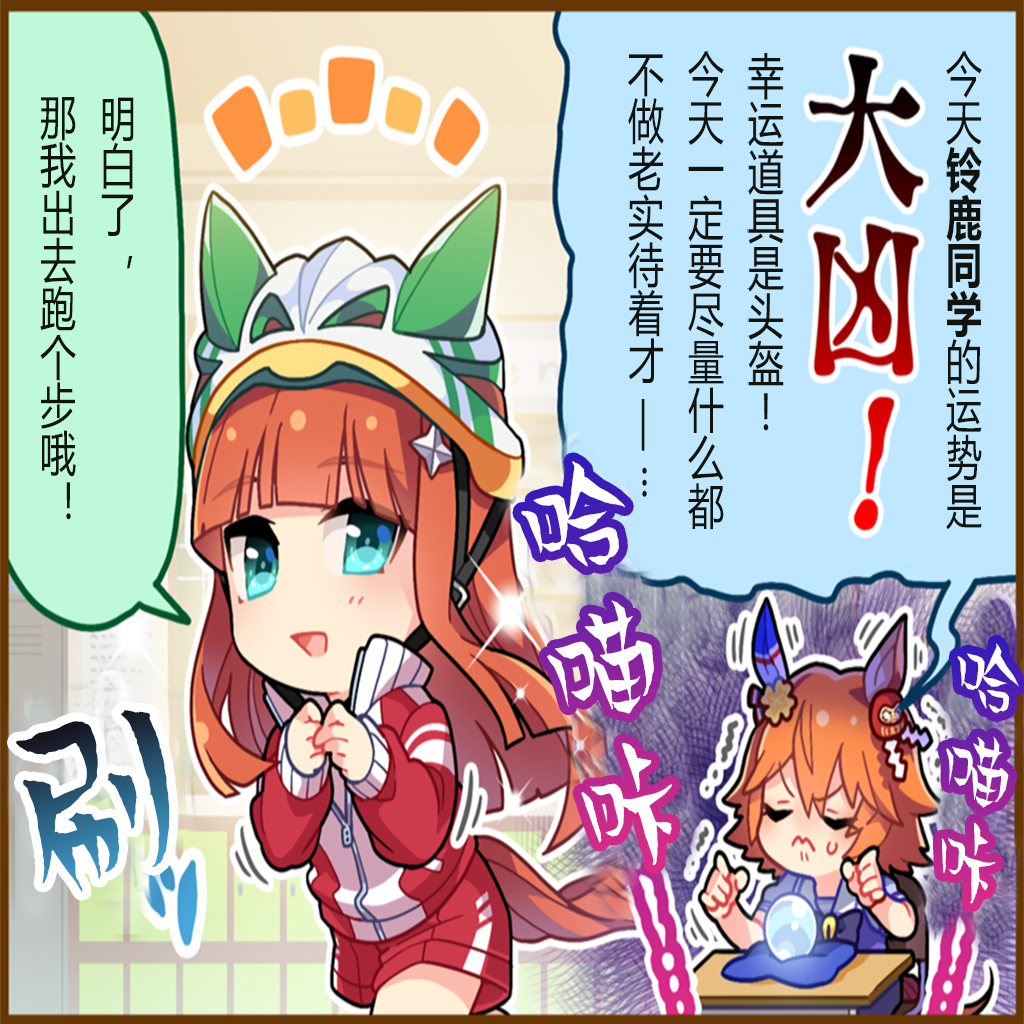 今天铃鹿同学的运势是
大凶！
幸运道具是头盔！
今天一定要尽量什么都
不做老实待着才——…
哈喵咔
哈喵咔
明白了，
那我出去跑个步哦！
刷